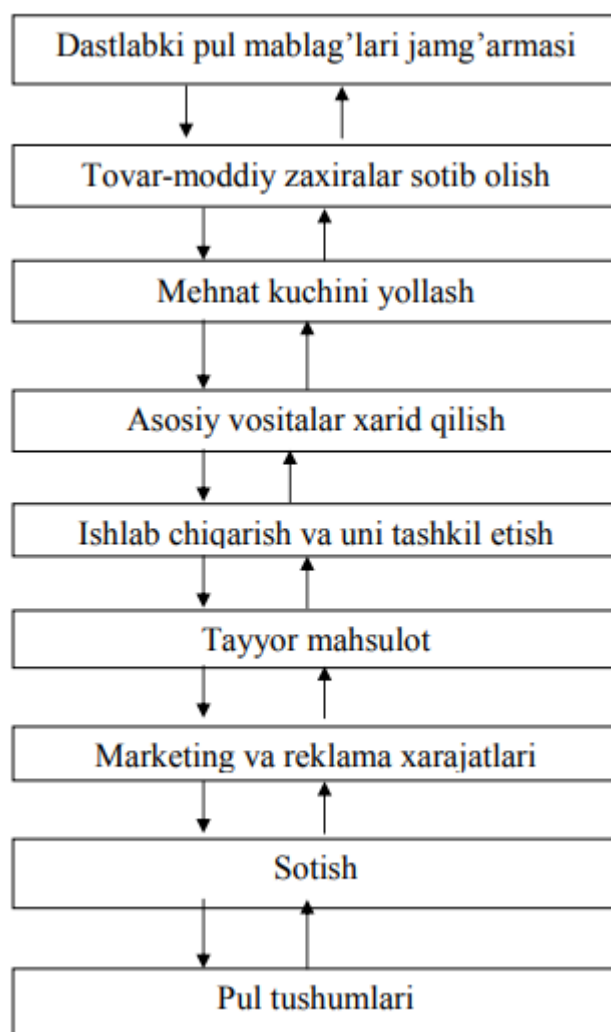 Dastlabki pul mablag’lari jamg’armasi
Tovar-moddiy zaxiralar sotib olish
Mehnat kuchini yollash
Asosiy vositalar xarid qilish
Ishlab chiqarish va uni tashkil etish
Tayyor mahsulot
Marketing va reklama xarajatlari
Sotish
Pul tushumlari